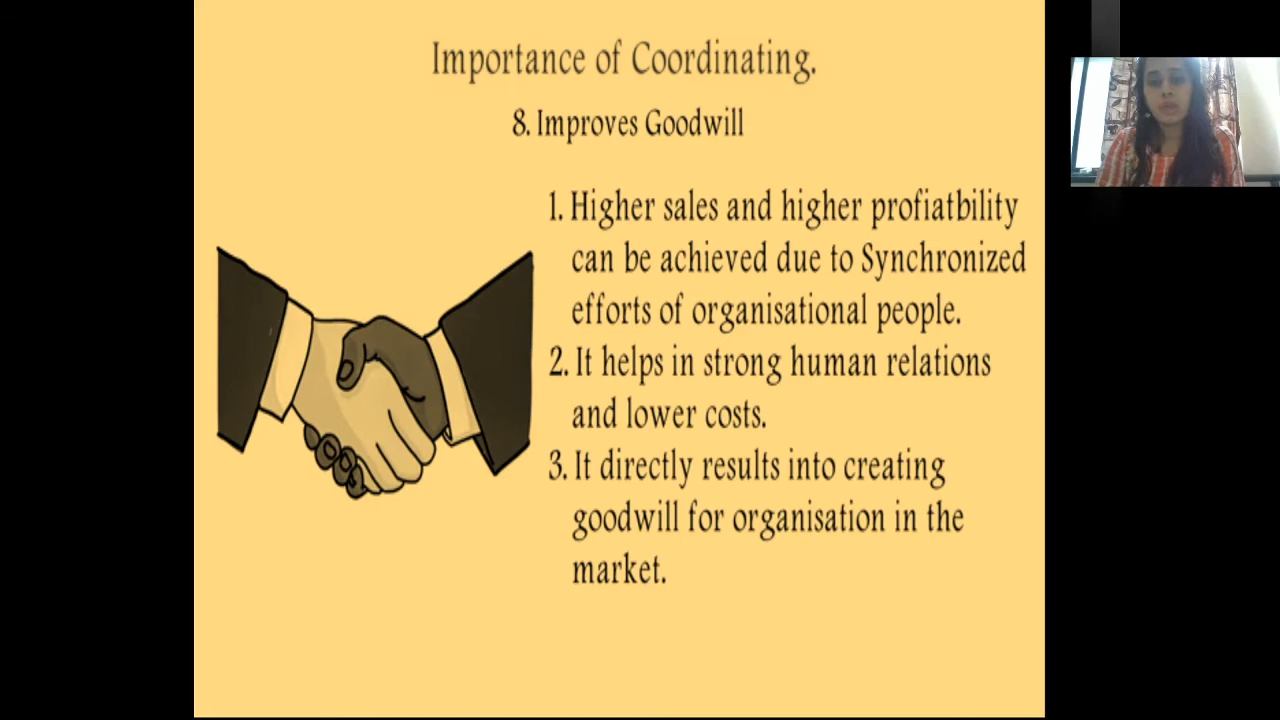 Importance of Coordinating.
8. Improves Goodwill
1. Higher sales and higher profiatbility
can be achieved due to Synchronized
efforts of organisational people.
2. It helps in strong human relations
and lower costs.
3. It directly results into creating
goodwill for organisation in the
market.